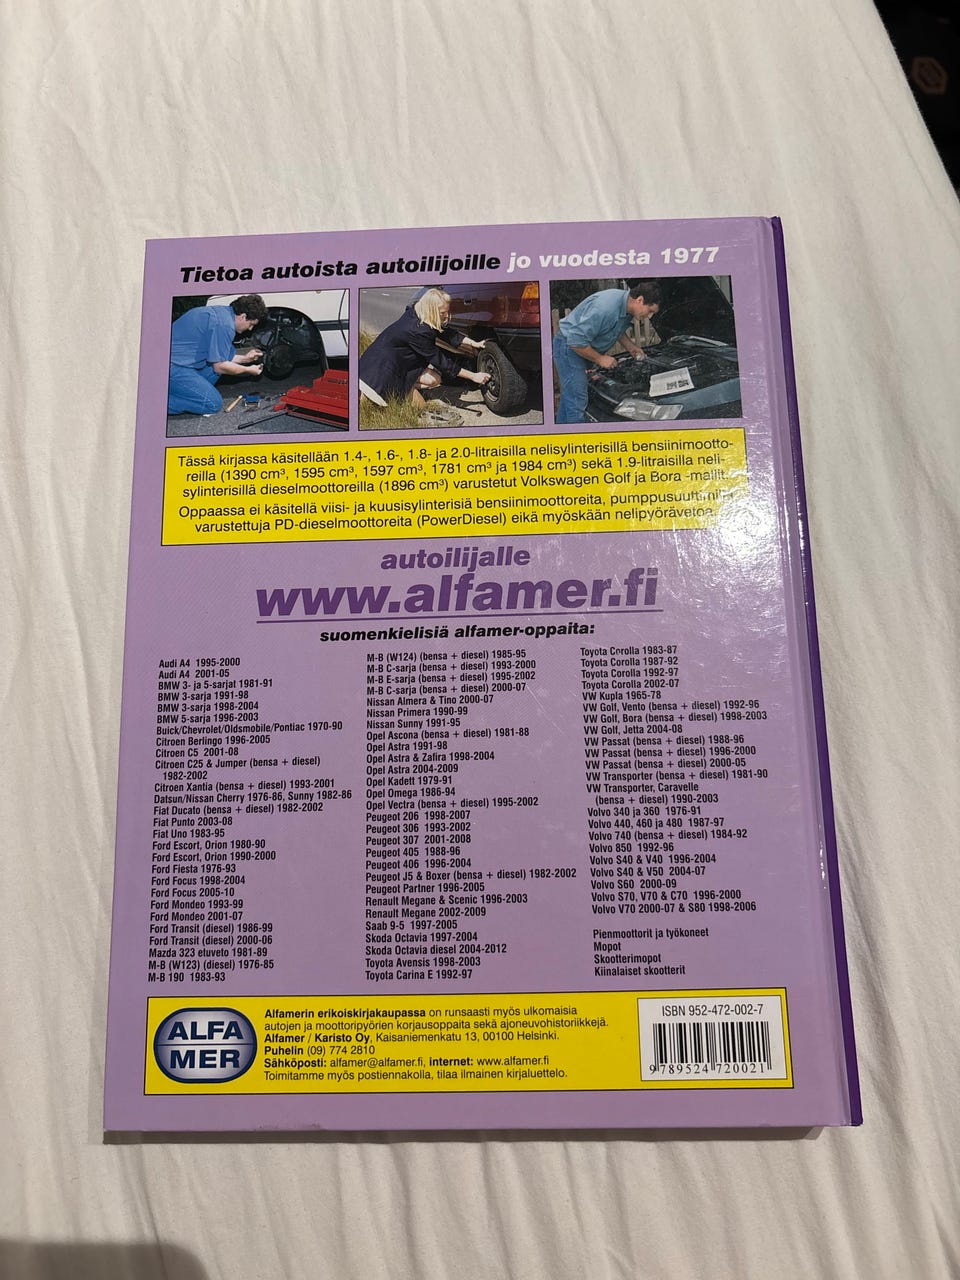 Tietoa autoista autoilijoille jo vuodesta 1977
Tässä kirjassa käsitellään 1.4-, 1.6-, 1.8- ja 2.0-litraisilla nelisylinterisillä bensiinimootto-
reilla (1390 cm³, 1595 cm³, 1597 cm³, 1781 cm³ ja 1984 cm³) sekä 1.9-litraisilla neli-
sylinterisillä dieselmoottoreilla (1896 cm³) varustetut Volkswagen Golf ja Bora -mallit.
Oppaassa ei käsitellä viisi- ja kuusisylinterisiä bensiinimoottoreita, pumppusuuttimilla
varustettuja PD-dieselmoottoreita (PowerDiesel) eikä myöskään nelipyörävetoa.
autoilijalle
www.alfamer.fi
suomenkielisiä alfamer-oppaita:
Audi A4 1995-2000
Audi A4 2001-05
BMW 3- ja 5-sarjat 1981-91
BMW 3-sarja 1991-98
BMW 3-sarja 1998-2004
BMW 5-sarja 1996-2003
Buick/Chevrolet/Oldsmobile/Pontiac 1970-90
Citroen Berlingo 1996-2005
Citroen C5 2001-08
Citroen C25 & Jumper (bensa + diesel)
1982-2002
Citroen Xantia (bensa + diesel) 1993-2001
Datsun/Nissan Cherry 1976-86, Sunny 1982-86
Fiat Ducato (bensa + diesel) 1982-2002
Fiat Punto 2003-08
Fiat Uno 1983-95
Ford Escort, Orion 1980-90
Ford Escort, Orion 1990-2000
Ford Fiesta 1976-93
Ford Focus 1998-2004
Ford Focus 2005-10
Ford Mondeo 1993-99
Ford Mondeo 2001-07
Ford Transit (diesel) 1986-99
Ford Transit (diesel) 2000-06
Mazda 323 etuveto 1981-89
M-B (W123) (diesel) 1976-85
M-B 190 1983-93
M-B (W124) (bensa + diesel) 1985-95
M-B C-sarja (bensa + diesel) 1993-2000
M-B E-sarja (bensa + diesel) 1995-2002
M-B C-sarja (bensa + diesel) 2000-07
Nissan Almera & Tino 2000-07
Nissan Primera 1990-99
Nissan Sunny 1991-95
Opel Ascona (bensa + diesel) 1981-88
Opel Astra 1991-98
Opel Astra & Zafira 1998-2004
Opel Astra 2004-2009
Opel Kadett 1979-91
Opel Omega 1986-94
Opel Vectra (bensa + diesel) 1995-2002
Peugeot 206 1998-2007
Peugeot 306 1993-2002
Peugeot 307 2001-2008
Peugeot 405 1988-96
Peugeot 406 1996-2004
Peugeot J5 & Boxer (bensa + diesel) 1982-2002
Peugeot Partner 1996-2005
Renault Megane & Scenic 1996-2003
Renault Megane 2002-2009
Saab 9-5 1997-2005
Skoda Octavia 1997-2004
Skoda Octavia diesel 2004-2012
Toyota Avensis 1998-2003
Toyota Carina E 1992-97
Toyota Corolla 1983-87
Toyota Corolla 1987-92
Toyota Corolla 1992-97
Toyota Corolla 2002-07
VW Kupla 1965-78
VW Golf, Vento (bensa + diesel) 1992-96
VW Golf, Bora (bensa + diesel) 1998-2003
VW Golf, Jetta 2004-08
VW Passat (bensa + diesel) 1988-96
VW Passat (bensa + diesel) 1996-2000
VW Passat (bensa + diesel) 2000-05
VW Transporter (bensa + diesel) 1981-90
VW Transporter, Caravelle
(bensa + diesel) 1990-2003
Volvo 340 ja 360 1976-91
Volvo 440, 460 ja 480 1987-97
Volvo 740 (bensa + diesel) 1984-92
Volvo 850 1992-96
Volvo S40 & V40 1996-2004
Volvo S40 & V50 2004-07
Volvo S60 2000-09
Volvo S70, V70 & C70 1996-2000
Volvo V70 2000-07 & S80 1998-2006
Pienmoottorit ja työkoneet
Mopot
Skootterimopot
Kiinalaiset skootterit
ALFA
MER
Alfamerin erikoiskirjakaupassa on runsaasti myös ulkomaisia
autojen ja moottoripyörien korjausoppaita sekä ajoneuvohistoriikkejä.
Alfamer / Karisto Oy, Kaisaniemenkatu 13, 00100 Helsinki.
Puhelin (09) 774 2810
Sähköposti: alfamer@alfamer.fi, internet: www.alfamer.fi
Toimitamme myös postiennakolla, tilaa ilmainen kirjaluettelo.
ISBN 952-472-002-7
9 789524 720021